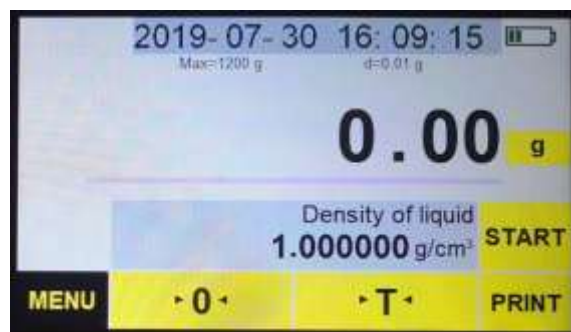 2019-07-30 16:09:15
Max=1200 g d=0.01 g
0.00 g
Density of liquid
1.000000 g/cm³
START
MENU
▸0◂
▸T◂
PRINT